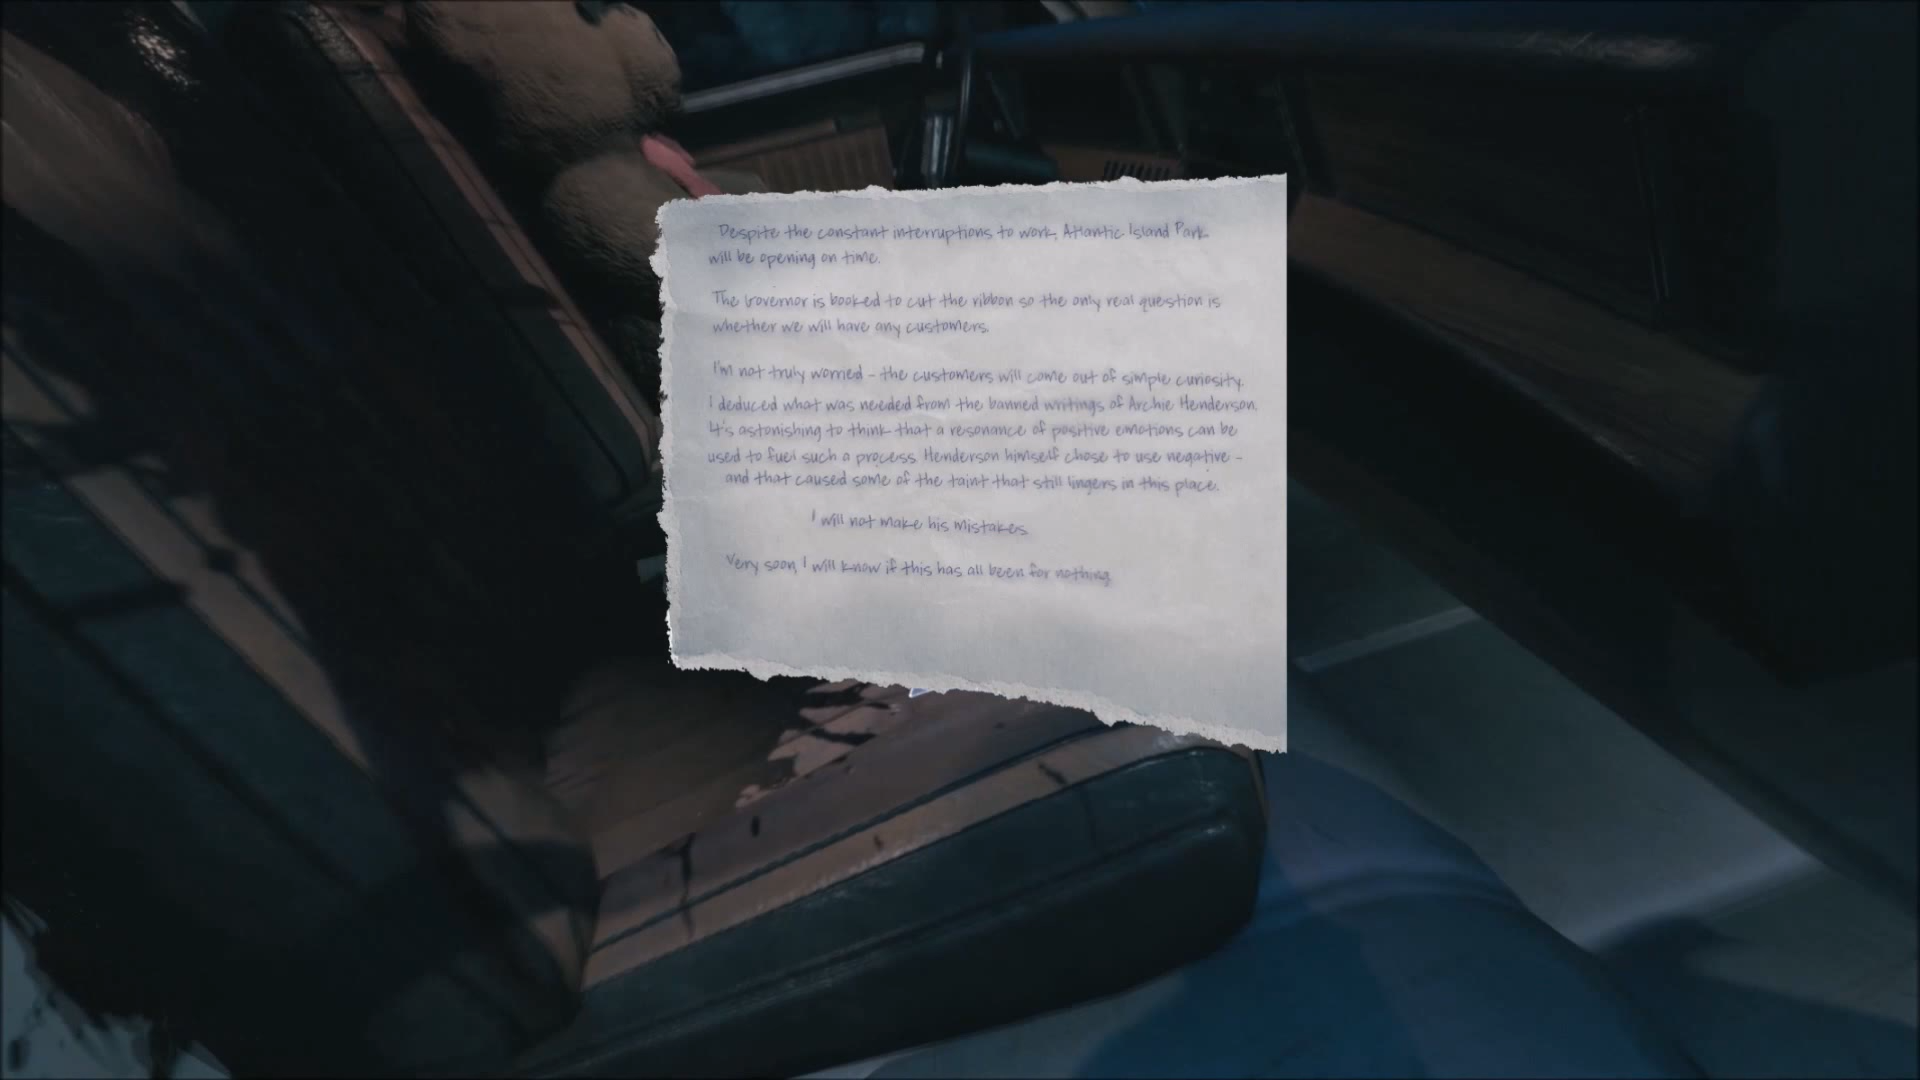 Despite the constant interruptions to work, Atlantic Island Park
will be opening on time.
The Governor is booked to cut the ribbon so the only real question is
whether we will have any customers.
I'm not truly worried - the customers will come out of simple curiosity.
I deduced what was needed from the banned writings of Archie Henderson.
It's astonishing to think that a resonance of positive emotions can be
used to fuel such a process. Henderson himself chose to use negative -
and that caused some of the taint that still lingers in this place.
I will not make his mistakes.
Very soon, I will know if this has all been for nothing.